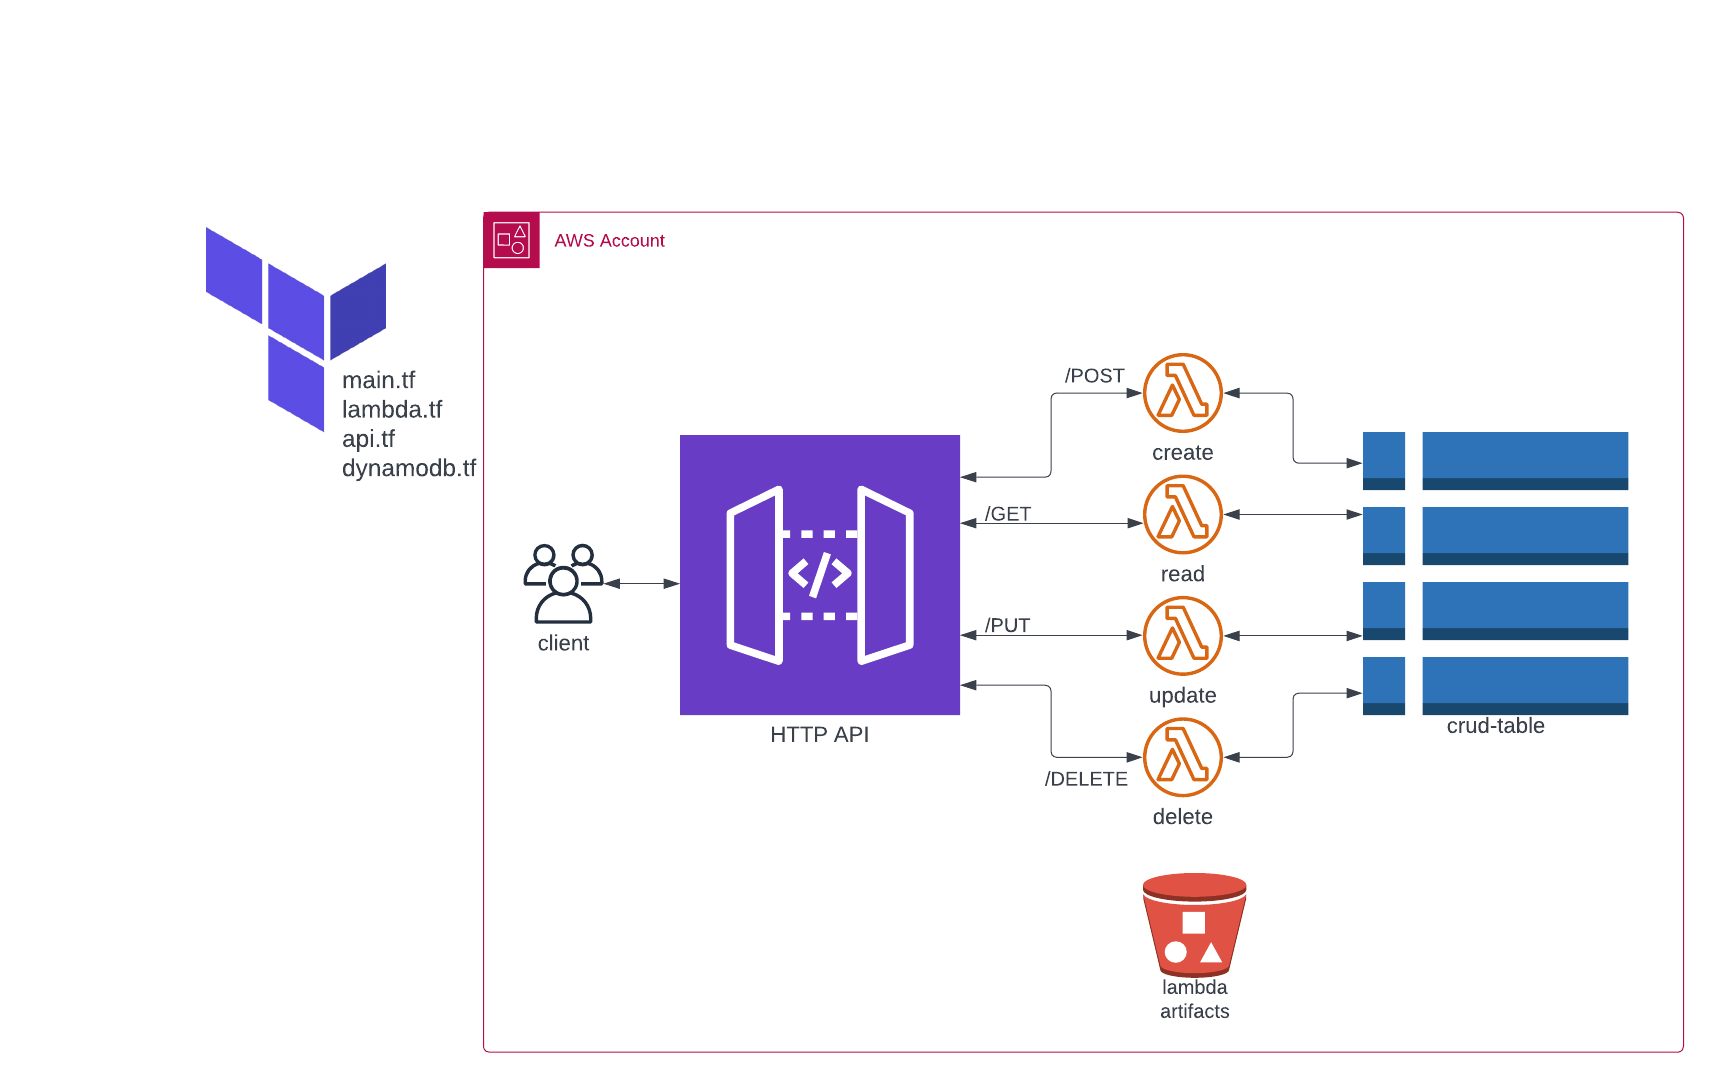 AWS Account
main.tf
lambda.tf
api.tf
dynamodb.tf
client
HTTP API
/POST
/GET
/PUT
/DELETE
create
read
update
delete
crud-table
lambda
artifacts